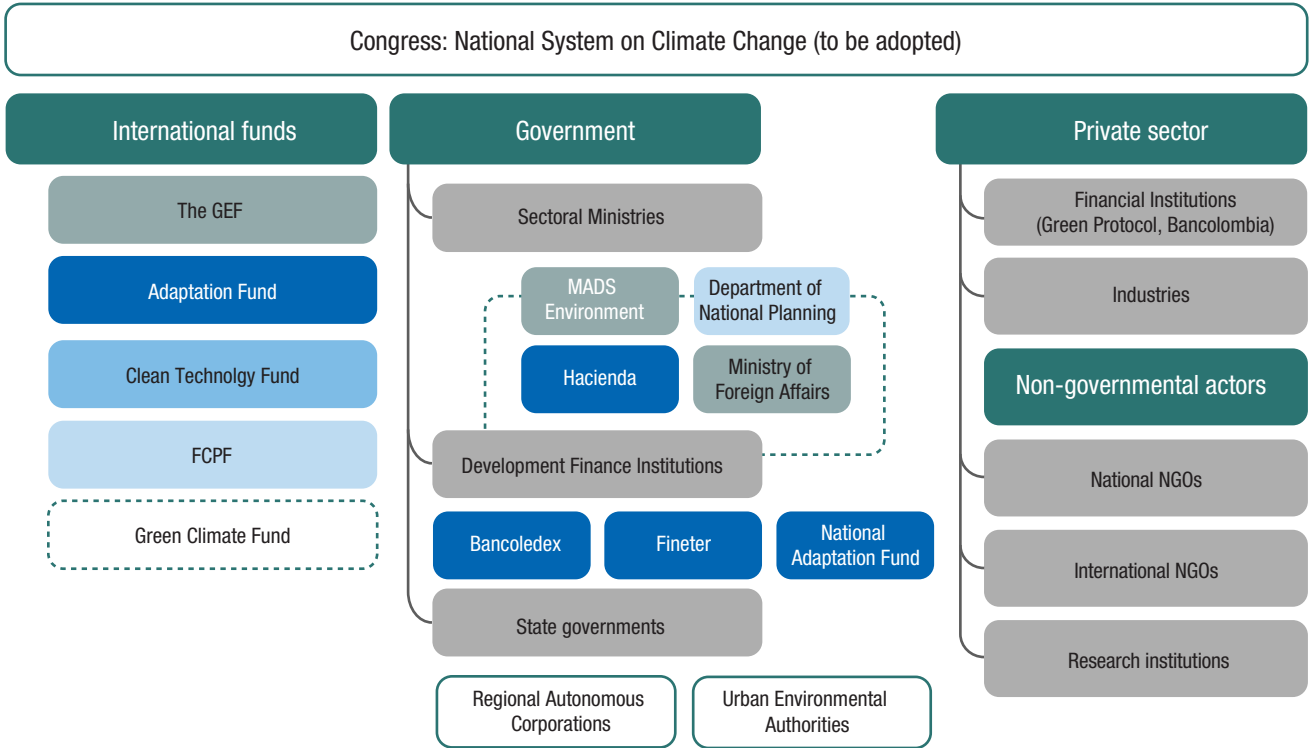 Congress: National System on Climate Change (to be adopted)
International funds
The GEF
Adaptation Fund
Clean Technolgy Fund
FCPF
Green Climate Fund
Government
Sectoral Ministries
MADS
Environment
Department of
National Planning
Hacienda
Ministry of
Foreign Affairs
Development Finance Institutions
Bancoledex
Fineter
National
Adaptation Fund
State governments
Regional Autonomous
Corporations
Urban Environmental
Authorities
Private sector
Financial Institutions
(Green Protocol, Bancolombia)
Industries
Non-governmental actors
National NGOs
International NGOs
Research institutions